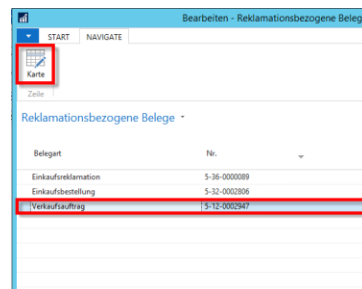 Bearbeiten - Reklamationsbezogene Beleg
START NAVIGATE
Karte
Zeile
Reklamationsbezogene Belege
Belegart Nr.
Einkaufsreklamation 5-36-0000089
Einkaufsbestellung 5-32-0002806
Verkaufsauftrag 5-12-0002947